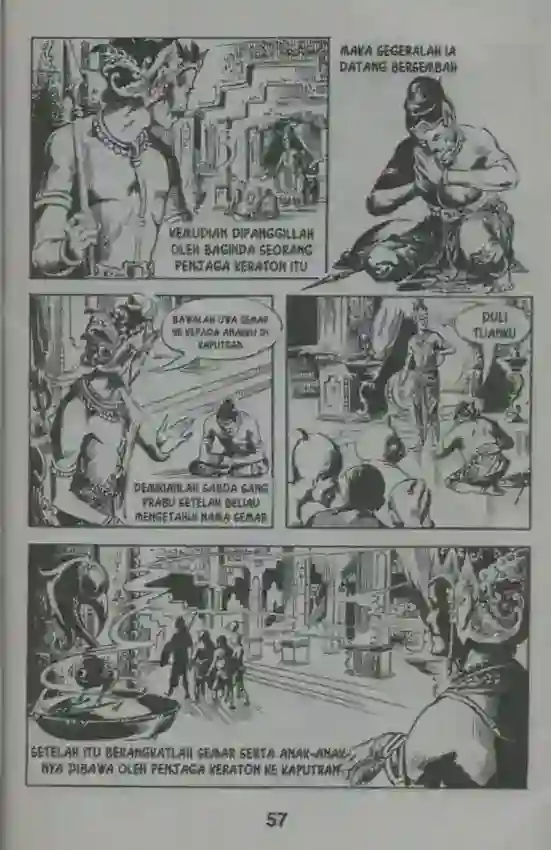 KEMUDIAN DIPANGGILLAH
OLEH BAGINDA SEORANG
PENJAGA KERATON ITU
MAKA SEGERALAH IA
DATANG BERSEMBAH
BAWALAH UWA SEMAR
KE KEPADA ANAKKU DI
KAPUTRAN
DEMIKIANLAH SABDA SANG
PRABU SETELAH BELIAU
MENGETAHUI NAMA SEMAR
DULI
TUANKU
SETELAH ITU BERANGKATLAH SEMAR SERTA ANAK-ANAK-
NYA DIBAWA OLEH PENJAGA KERATON KE KAPUTRAN
57